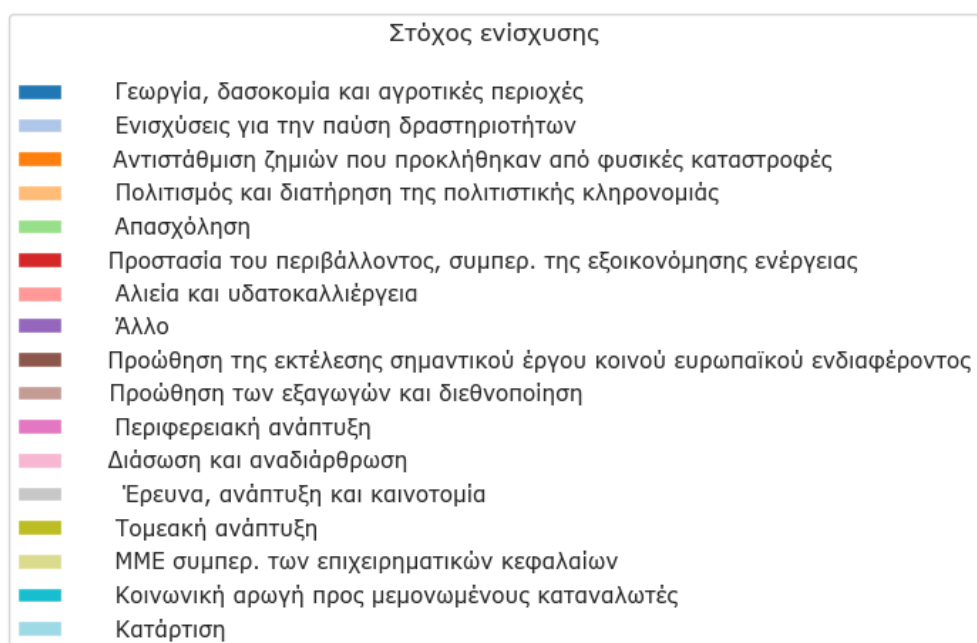 Στόχος ενίσχυσης
Γεωργία, δασοκομία και αγροτικές περιοχές
Ενισχύσεις για την παύση δραστηριοτήτων
Αντιστάθμιση ζημιών που προκλήθηκαν από φυσικές καταστροφές
Πολιτισμός και διατήρηση της πολιτιστικής κληρονομιάς
Απασχόληση
Προστασία του περιβάλλοντος, συμπερ. της εξοικονόμησης ενέργειας
Αλιεία και υδατοκαλλιέργεια
Άλλο
Προώθηση της εκτέλεσης σημαντικού έργου κοινού ευρωπαϊκού ενδιαφέροντος
Προώθηση των εξαγωγών και διεθνοποίηση
Περιφερειακή ανάπτυξη
Διάσωση και αναδιάρθρωση
Έρευνα, ανάπτυξη και καινοτομία
Τομεακή ανάπτυξη
ΜΜΕ συμπερ. των επιχειρηματικών κεφαλαίων
Κοινωνική αρωγή προς μεμονωμένους καταναλωτές
Κατάρτιση